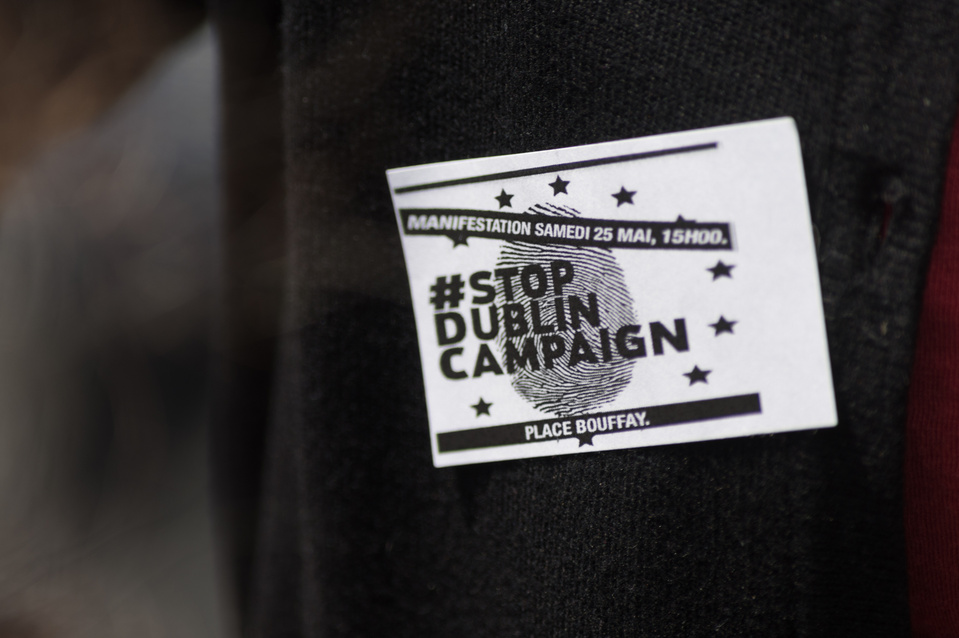 MANIFESTATION SAMEDI 25 MAI, 15H00.
#STOP
DUBLIN
CAMPAIGN
PLACE BOUFFAY.